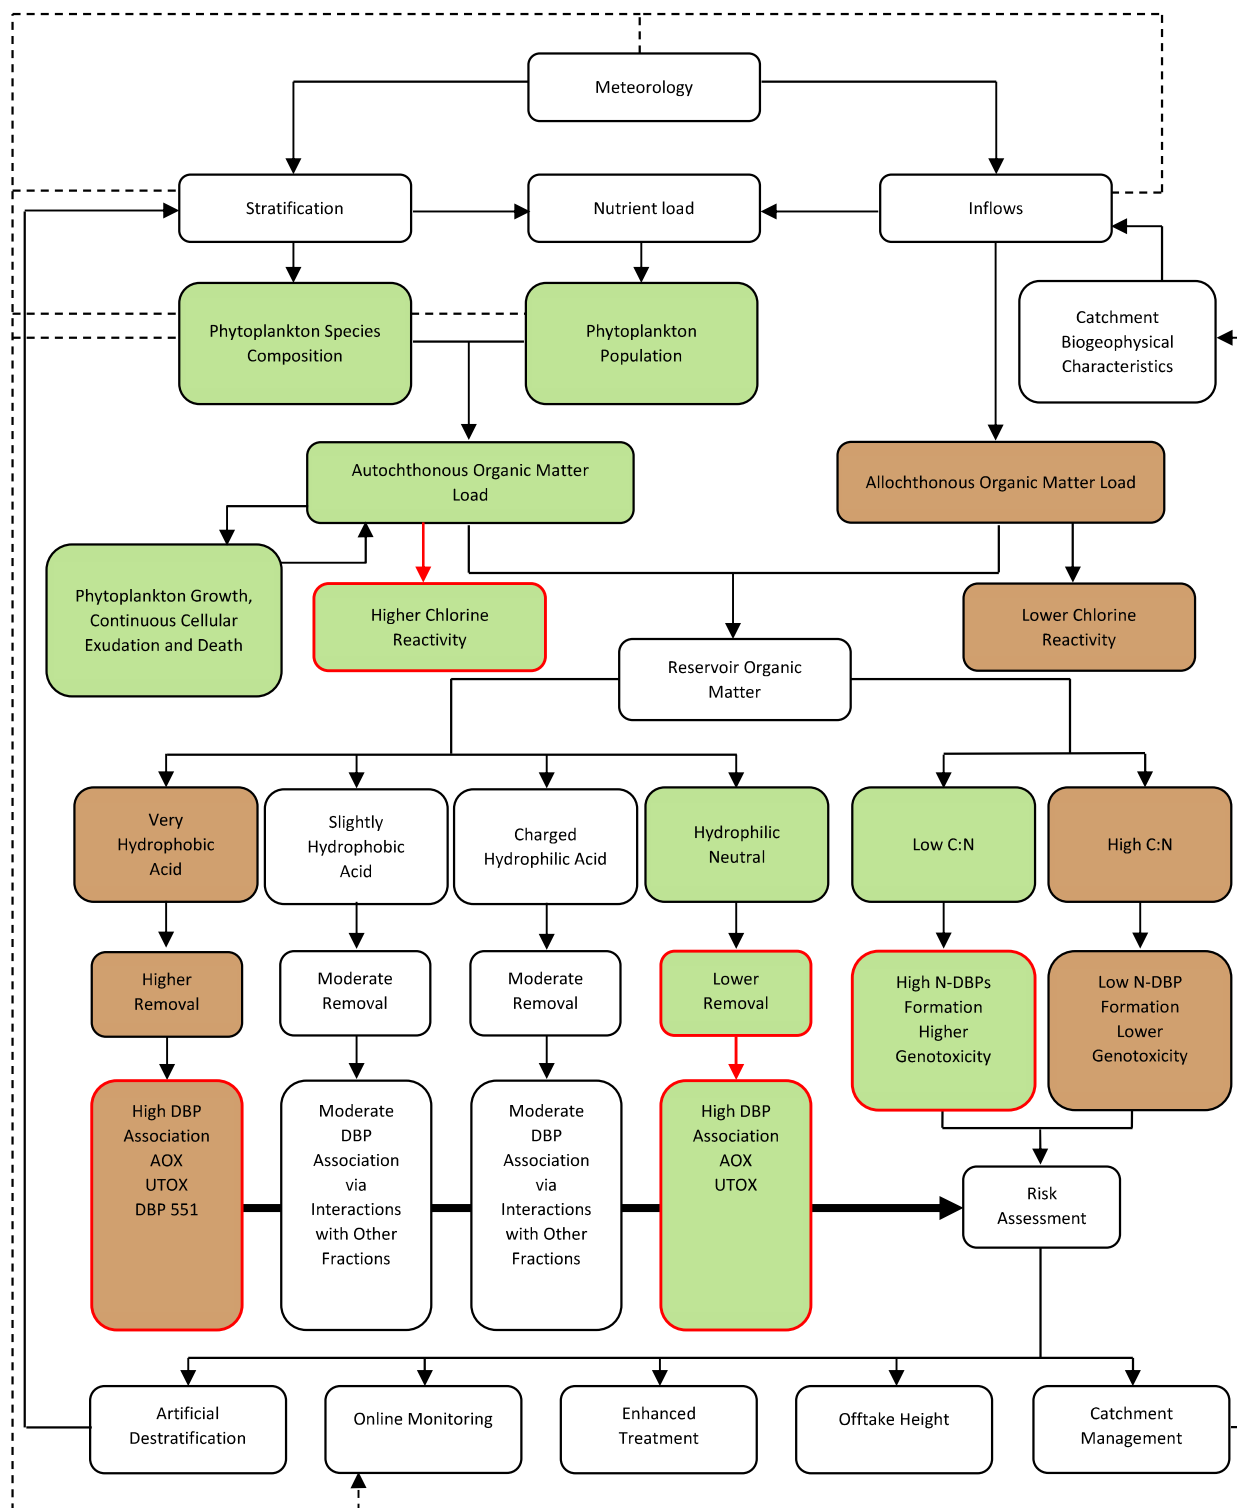 Meteorology
Stratification
Nutrient load
Inflows
Phytoplankton Species
Composition
Phytoplankton
Population
Catchment
Biogeophysical
Characteristics
Autochthonous Organic Matter
Load
Allochthonous Organic Matter Load
Phytoplankton Growth,
Continuous Cellular
Exudation and Death
Higher Chlorine
Reactivity
Lower Chlorine
Reactivity
Reservoir Organic
Matter
Very
Hydrophobic
Acid
Slightly
Hydrophobic
Acid
Charged
Hydrophilic Acid
Hydrophilic
Neutral
Low C:N
High C:N
Higher
Removal
Moderate
Removal
Moderate
Removal
Lower
Removal
High N-DBPs
Formation
Higher
Genotoxicity
Low N-DBP
Formation
Lower
Genotoxicity
High DBP
Association
AOX
UTOX
DBP 551
Moderate
DBP
Association
via
Interactions
with Other
Fractions
Moderate
DBP
Association
via
Interactions
with Other
Fractions
High DBP
Association
AOX
UTOX
Risk
Assessment
Artificial
Destratification
Online Monitoring
Enhanced
Treatment
Offtake Height
Catchment
Management